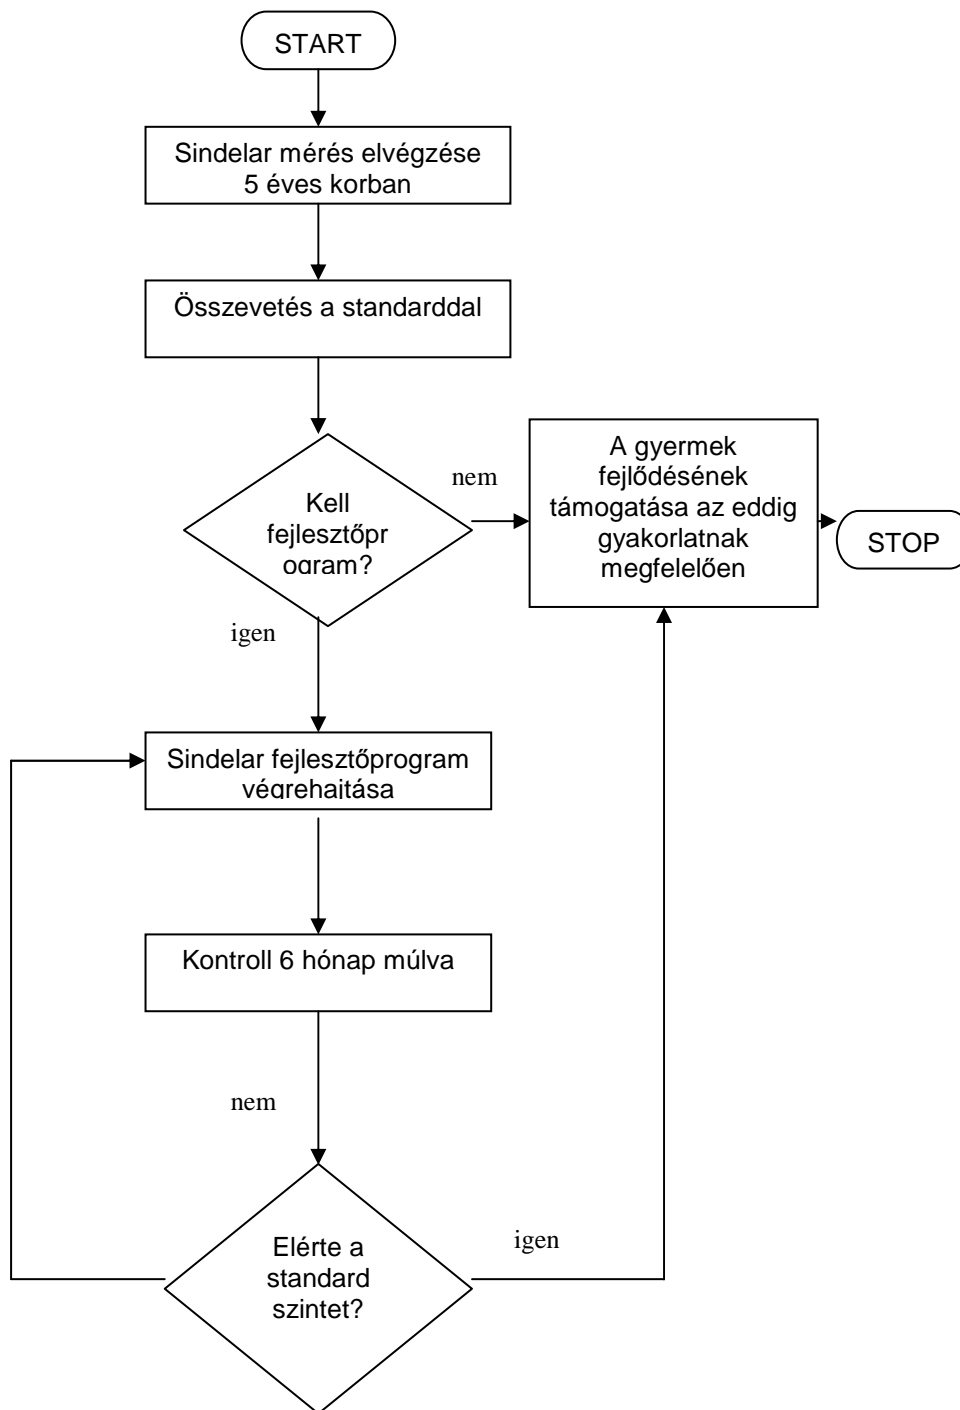 START
Sindelar mérés elvégzése
5 éves korban
Összevetés a standarddal
Kell
fejlesztőpr
ogram?
nem
A gyermek
fejlődésének
támogatása az eddig
gyakorlatnak
megfelelően
STOP
igen
Sindelar fejlesztőprogram
végrehajtása
Kontroll 6 hónap múlva
nem
Elérte a
standard
szintet?
igen